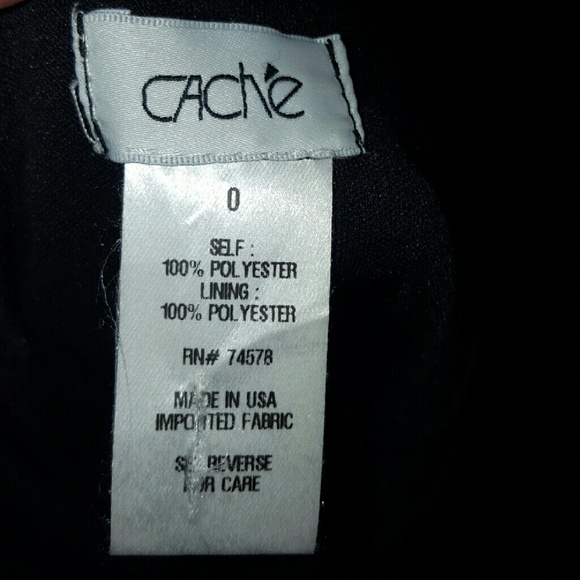 CAChé
0
SELF :
100% POLYESTER
LINING :
100% POLYESTER
RN# 74578
MADE IN USA
IMPORTED FABRIC
SEE REVERSE
FOR CARE